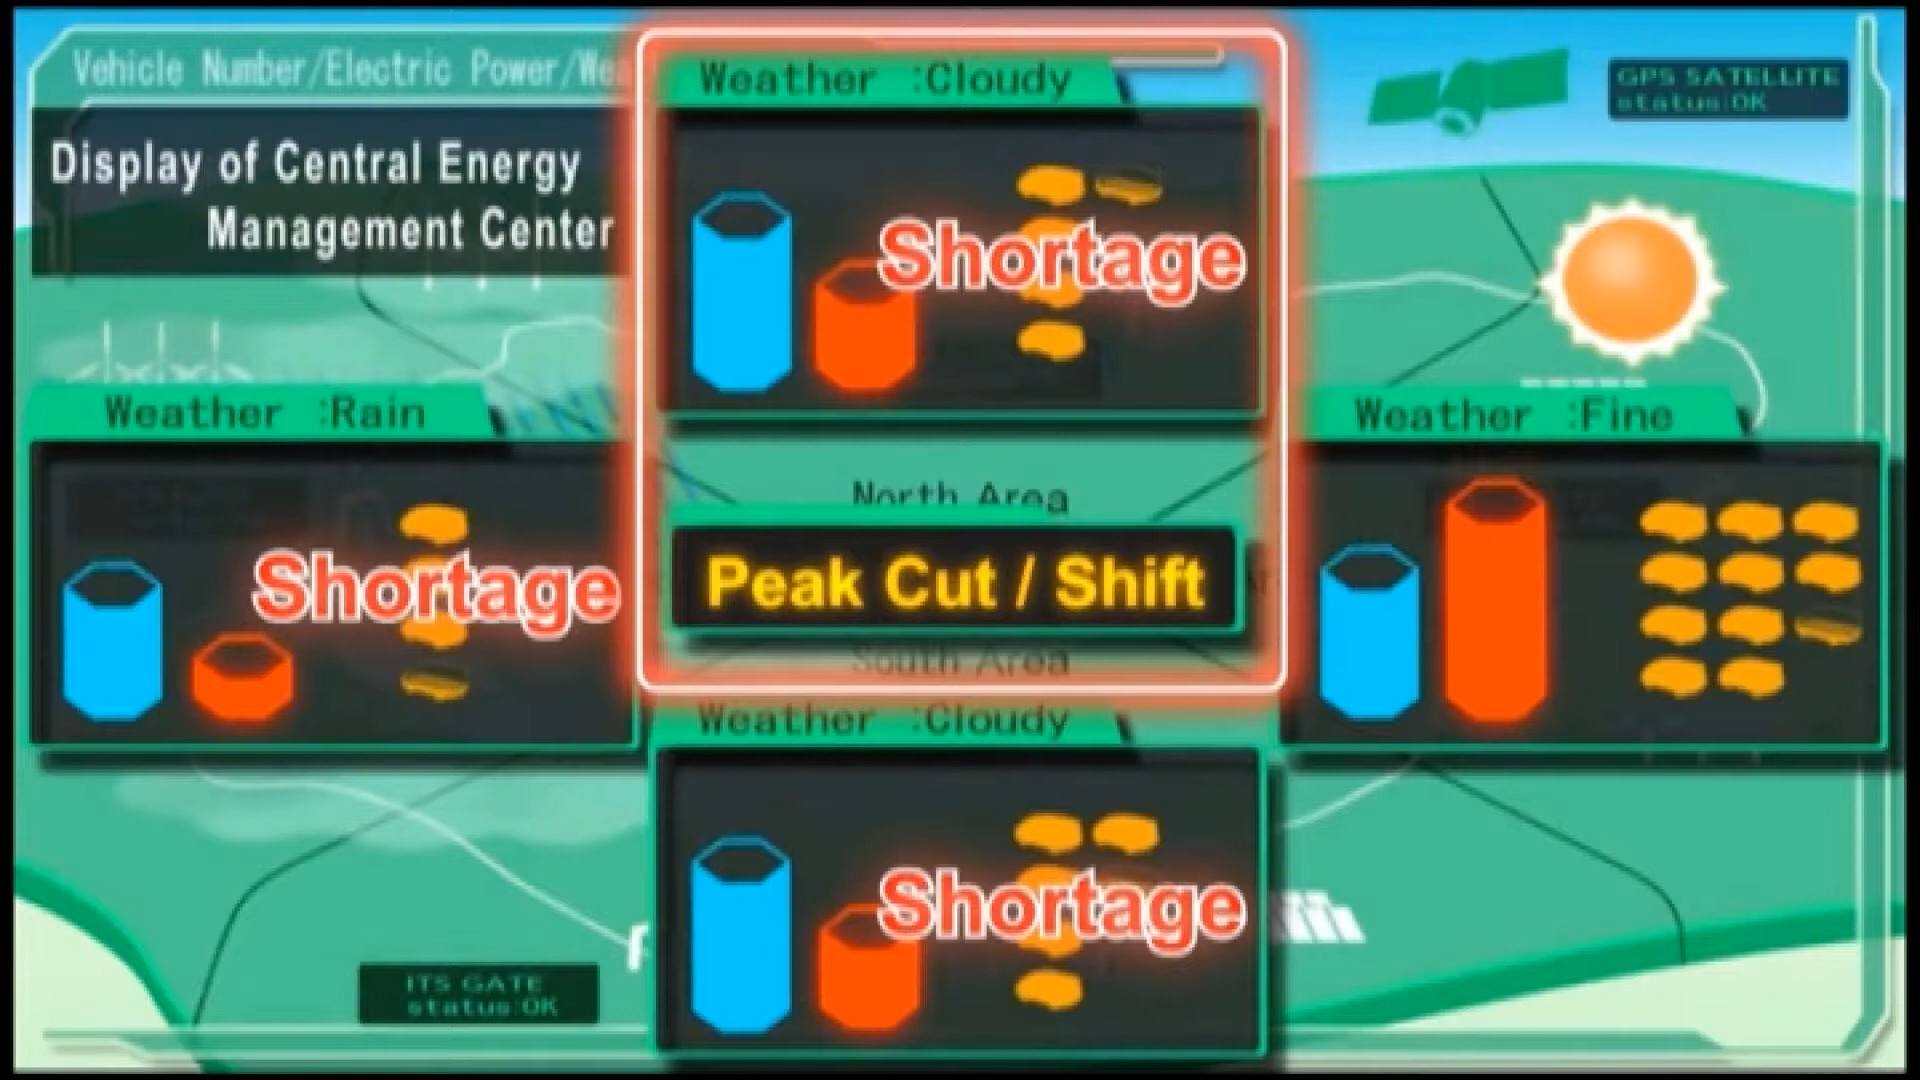 Vehicle Number/Electric Power/Wea
Display of Central Energy
Management Center
Weather :Cloudy
Shortage
GPS SATELLITE
status:OK
Weather :Rain
Shortage
North Area
Peak Cut / Shift
South Area
Weather :Fine
Weather :Cloudy
Shortage
ITS GATE
status:OK